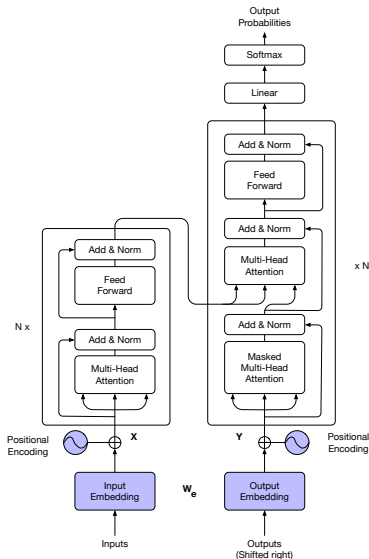 Output
Probabilities
Softmax
Linear
Add & Norm
Feed
Forward
Add & Norm
Multi-Head
Attention
Add & Norm
Masked
Multi-Head
Attention
x N
Add & Norm
Feed
Forward
N x
Add & Norm
Multi-Head
Attention
Positional
Encoding
X
Y
Positional
Encoding
Input
Embedding
We
Output
Embedding
Inputs
Outputs
(Shifted right)